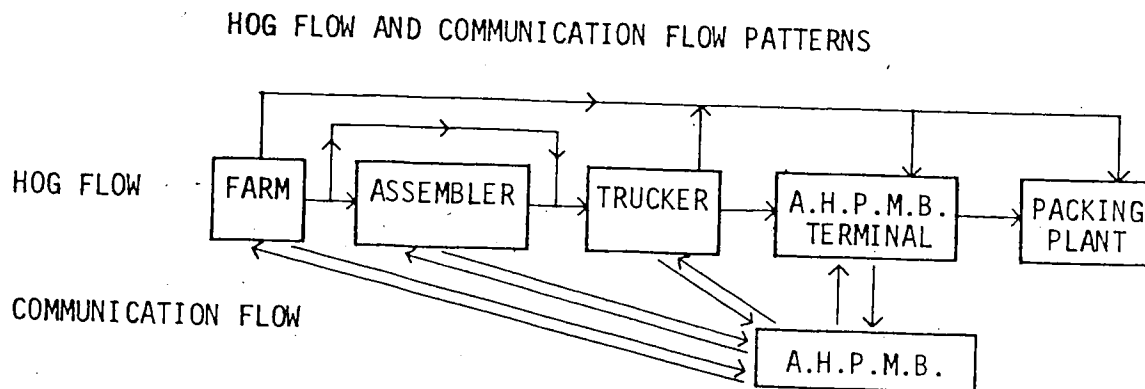 HOG FLOW AND COMMUNICATION FLOW PATTERNS
HOG FLOW
FARM
ASSEMBLER
TRUCKER
A.H.P.M.B.
TERMINAL
PACKING
PLANT
COMMUNICATION FLOW
A.H.P.M.B.